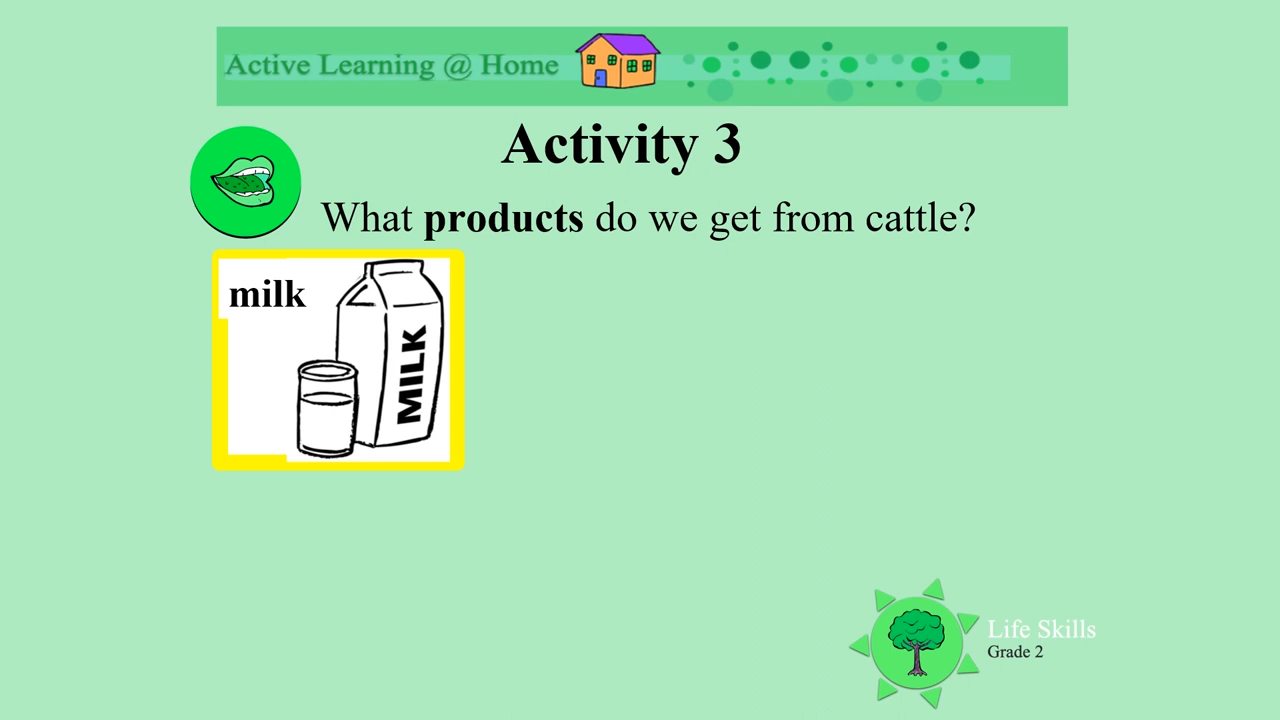 Active Learning @ Home
Activity 3
What products do we get from cattle?
milk
MILK
Life Skills
Grade 2